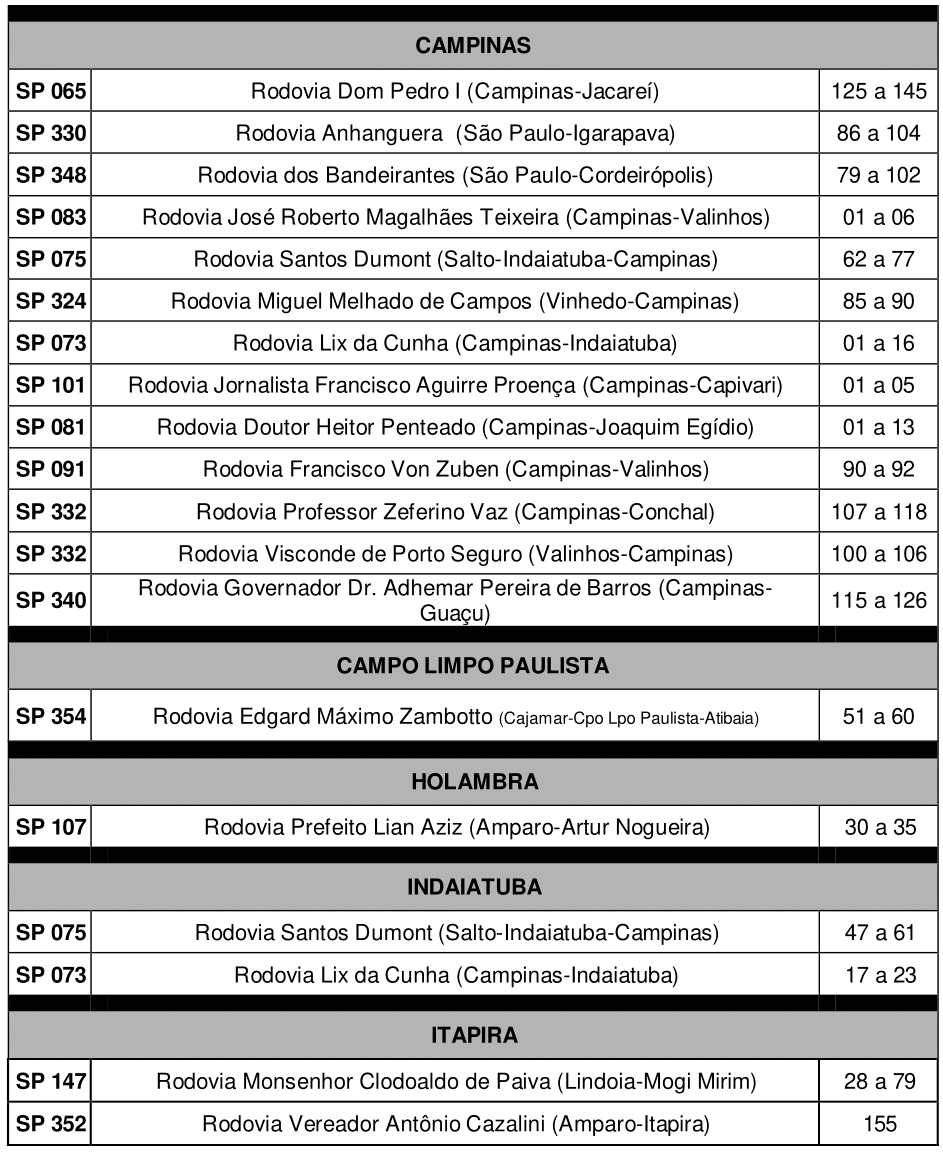 CAMPINAS
SP 065 Rodovia Dom Pedro I (Campinas-Jacareí) 125 a 145
SP 330 Rodovia Anhanguera (São Paulo-Igarapava) 86 a 104
SP 348 Rodovia dos Bandeirantes (São Paulo-Cordeirópolis) 79 a 102
SP 083 Rodovia José Roberto Magalhães Teixeira (Campinas-Valinhos) 01 a 06
SP 075 Rodovia Santos Dumont (Salto-Indaiatuba-Campinas) 62 a 77
SP 324 Rodovia Miguel Melhado de Campos (Vinhedo-Campinas) 85 a 90
SP 073 Rodovia Lix da Cunha (Campinas-Indaiatuba) 01 a 16
SP 101 Rodovia Jornalista Francisco Aguirre Proença (Campinas-Capivari) 01 a 05
SP 081 Rodovia Doutor Heitor Penteado (Campinas-Joaquim Egídio) 01 a 13
SP 091 Rodovia Francisco Von Zuben (Campinas-Valinhos) 90 a 92
SP 332 Rodovia Professor Zeferino Vaz (Campinas-Conchal) 107 a 118
SP 332 Rodovia Visconde de Porto Seguro (Valinhos-Campinas) 100 a 106
SP 340 Rodovia Governador Dr. Adhemar Pereira de Barros (Campinas-
Guaçu) 115 a 126
CAMPO LIMPO PAULISTA
SP 354 Rodovia Edgard Máximo Zambotto (Cajamar-Cpo Lpo Paulista-Atibaia) 51 a 60
HOLAMBRA
SP 107 Rodovia Prefeito Lian Aziz (Amparo-Artur Nogueira) 30 a 35
INDAIATUBA
SP 075 Rodovia Santos Dumont (Salto-Indaiatuba-Campinas) 47 a 61
SP 073 Rodovia Lix da Cunha (Campinas-Indaiatuba) 17 a 23
ITAPIRA
SP 147 Rodovia Monsenhor Clodoaldo de Paiva (Lindoia-Mogi Mirim) 28 a 79
SP 352 Rodovia Vereador Antônio Cazalini (Amparo-Itapira) 155